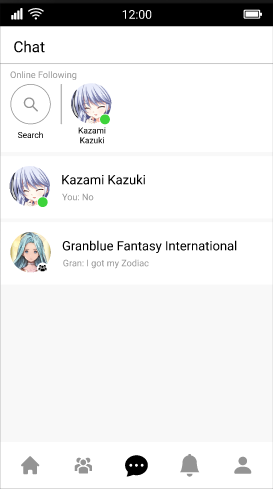 12:00
Chat
Online Following
Search
Kazami
Kazuki
Kazami Kazuki
You: No
Granblue Fantasy International
Gran: I got my Zodiac